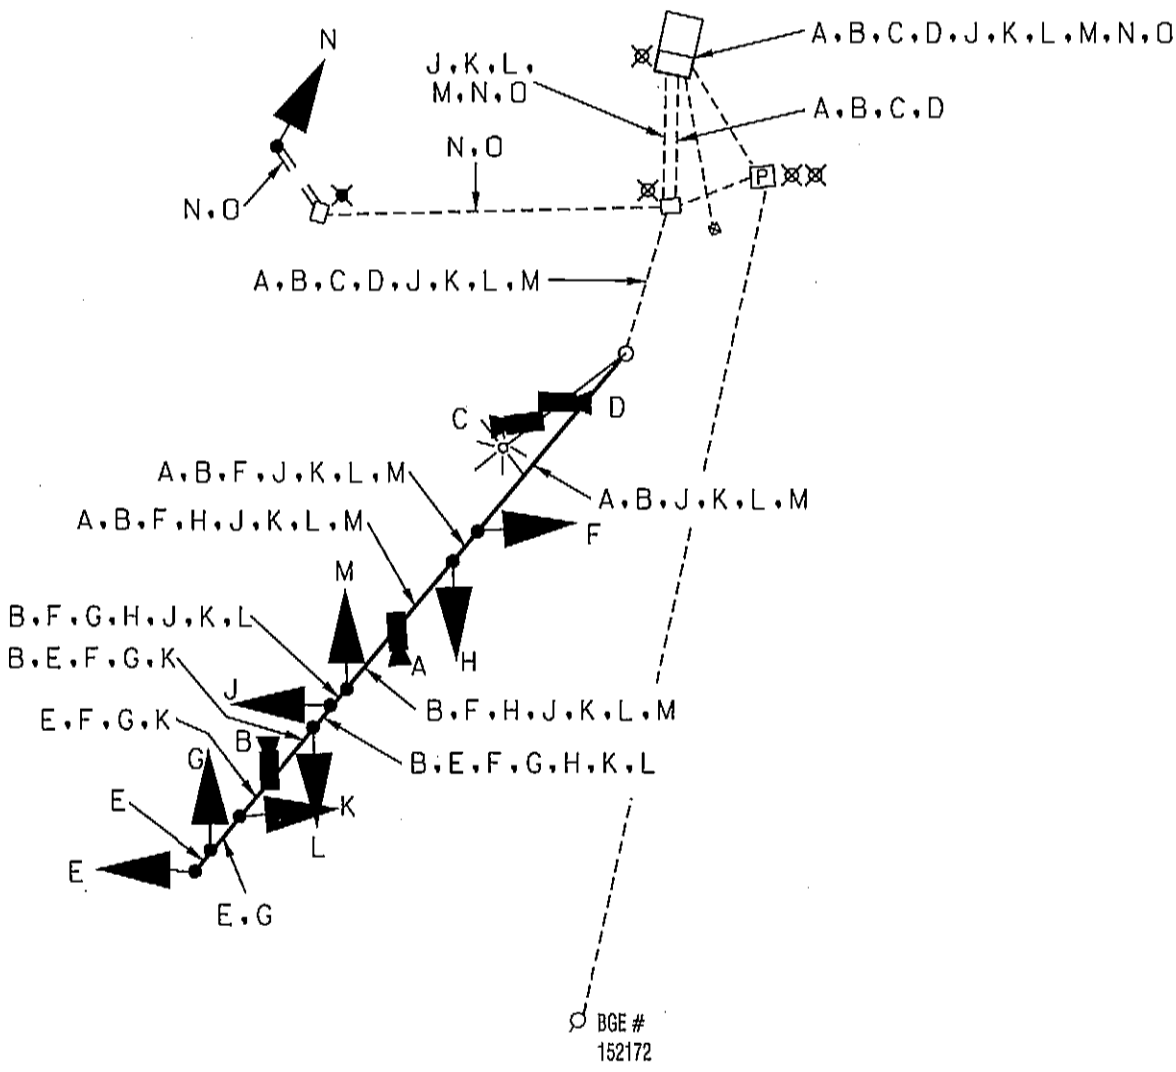 N
A,B,C,D,J,K,L,M,N,O
J,K,L,
M,N,O
A,B,C,D
N,O
P
N,O
A,B,C,D,J,K,L,M
C
D
A,B,F,J,K,L,M
A,B,J,K,L,M
A,B,F,H,J,K,L,M
F
M
B,F,G,H,J,K,L
A
H
B,E,F,G,K
J
B,F,H,J,K,L,M
E,F,G,K
B
G
B,E,F,G,H,K,L
E
K
L
E
E,G
BGE #
152172